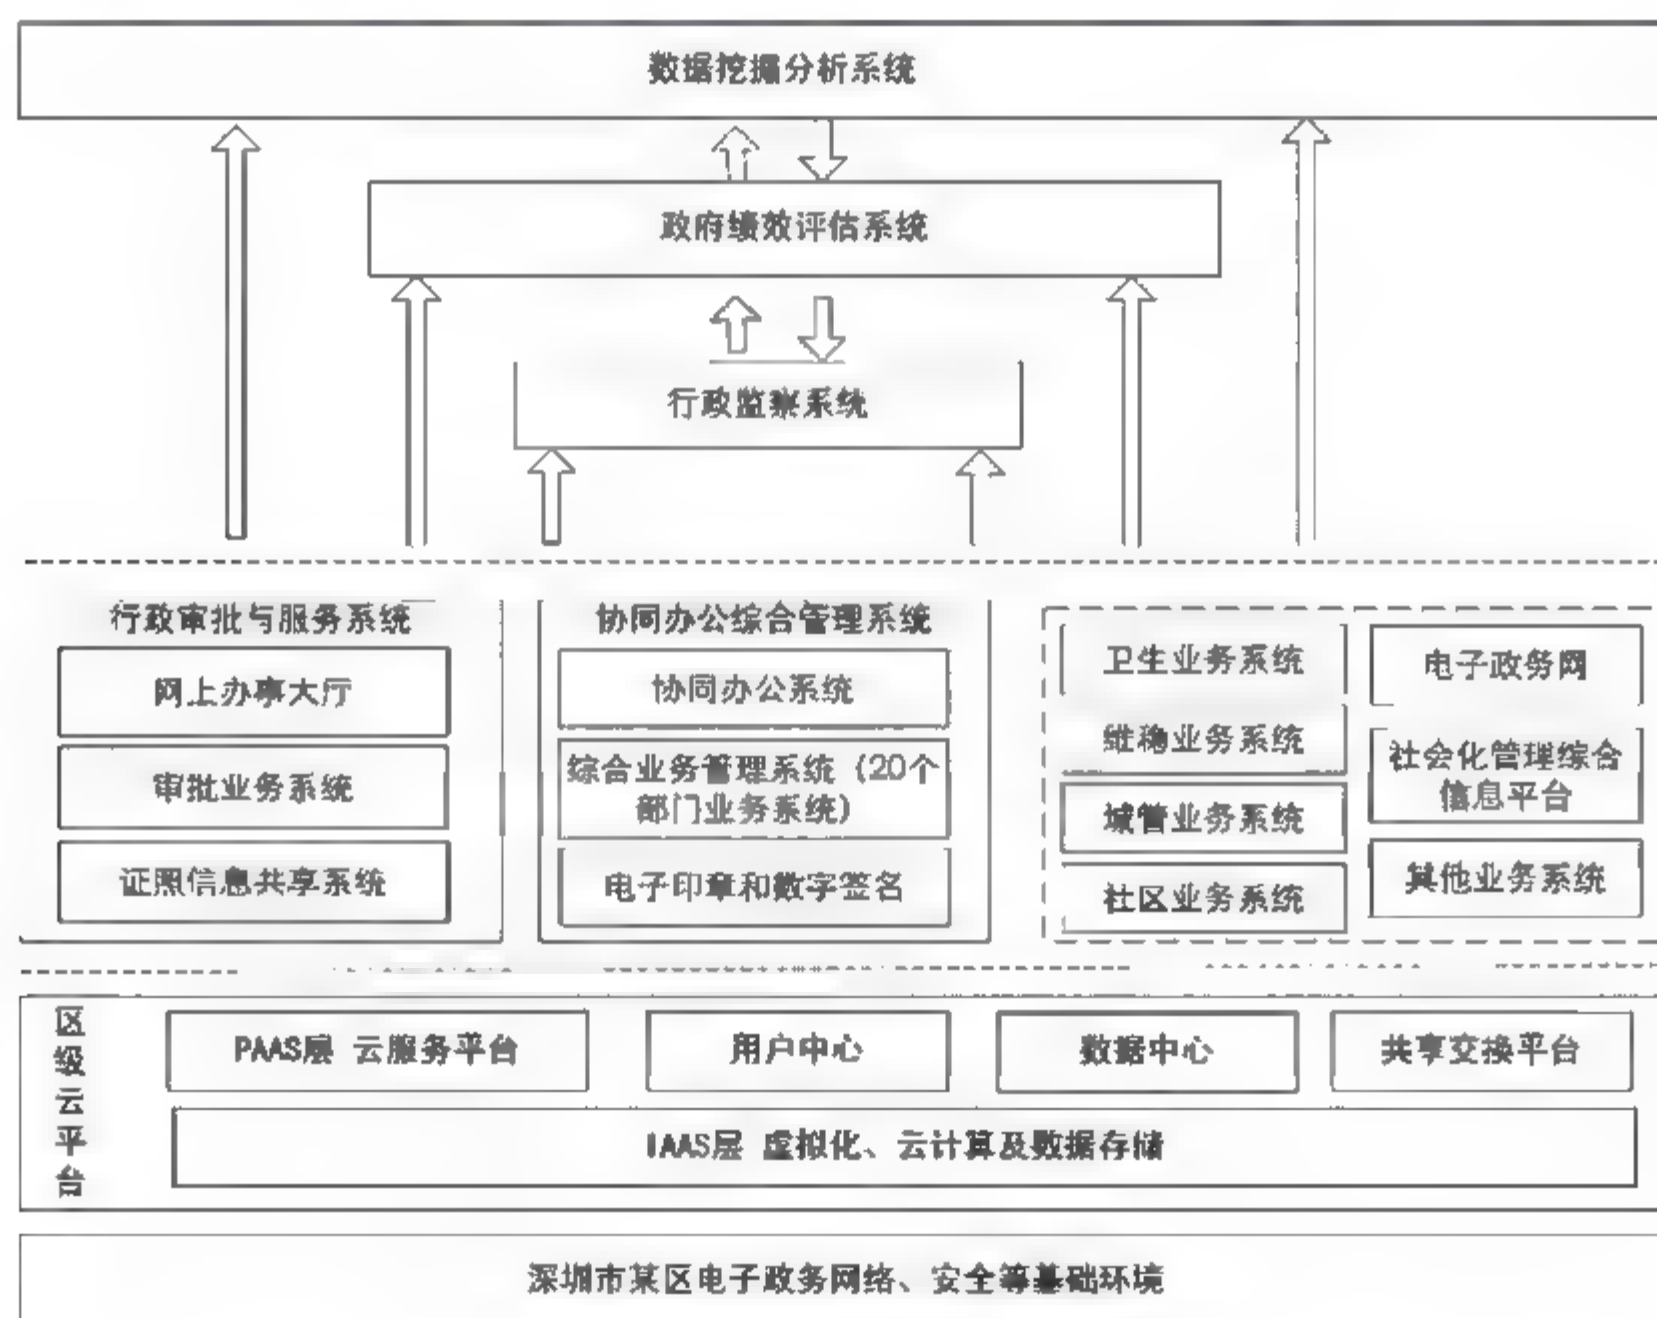 数据挖掘分析系统
政府绩效评估系统
行政监察系统
行政审批与服务系统
网上办事大厅
审批业务系统
证照信息共享系统
协同办公综合管理系统
协同办公系统
综合业务管理系统（20个
部门业务系统）
电子印章和数字签名
卫生业务系统
维稳业务系统
城管业务系统
社区业务系统
电子政务网
社会化管理综合
信息平台
其他业务系统
区级云平台
PAAS层 云服务平台
用户中心
数据中心
共享交换平台
IAAS层 虚拟化、云计算及数据存储
深圳市某区电子政务网络、安全等基础环境